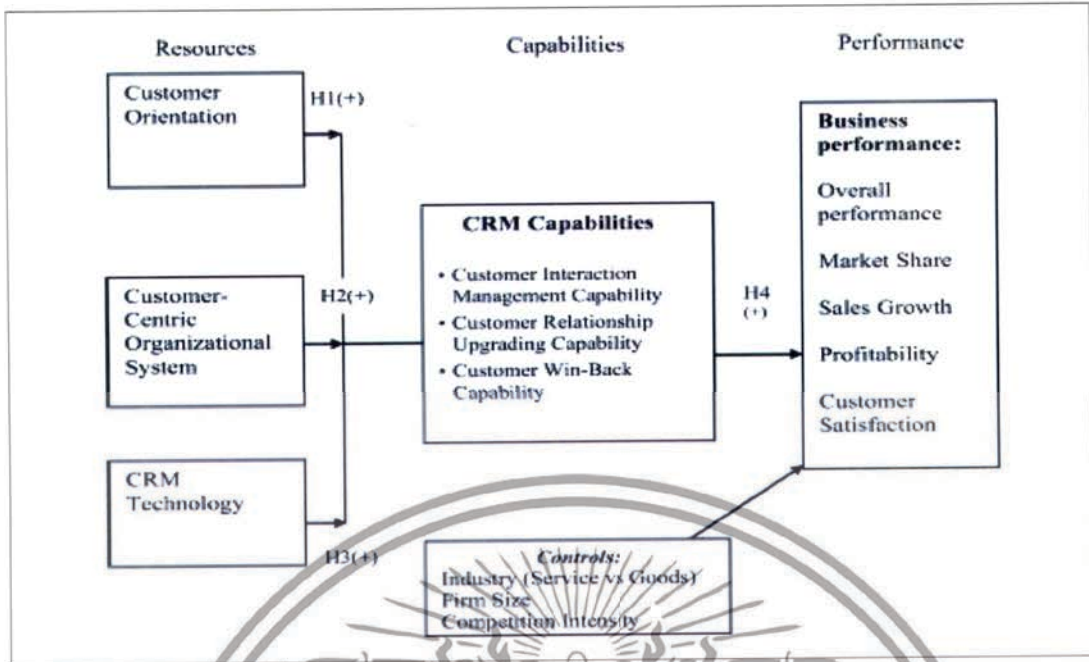 Resources
Capabilities
Performance
Customer
Orientation
H1(+)
Customer-
Centric
Organizational
System
H2(+)
CRM
Technology
H3(+)
CRM Capabilities
• Customer Interaction
Management Capability
• Customer Relationship
Upgrading Capability
• Customer Win-Back
Capability
H4
(+)
Business
performance:
Overall
performance
Market Share
Sales Growth
Profitability
Customer
Satisfaction
Controls:
Industry (Service vs Goods)
Firm Size
Competition Intensity